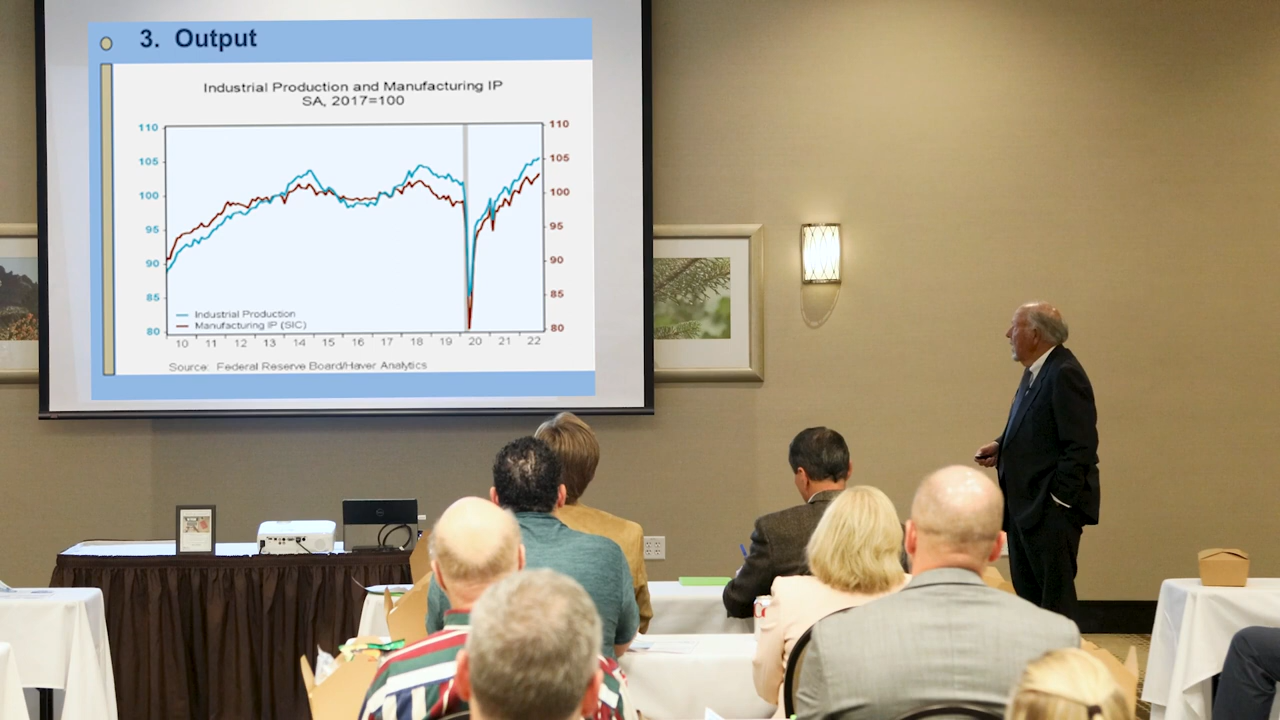 3. Output
Industrial Production and Manufacturing IP
SA, 2017=100
110 110
105 105
100 100
95 95
90 90
85 85
80 80
Industrial Production
Manufacturing IP (SIC)
10 11 12 13 14 15 16 17 18 19 20 21 22
Source: Federal Reserve Board/Haver Analytics